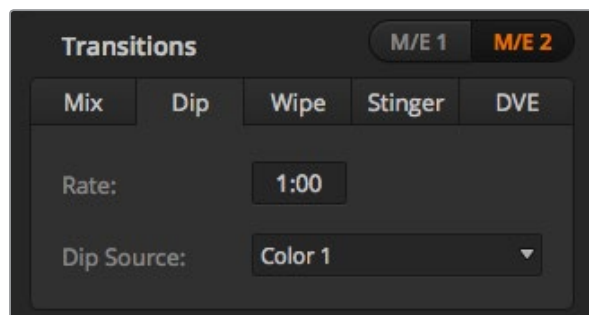 Transitions M/E 1 M/E 2
Mix Dip Wipe Stinger DVE
Rate: 1:00
Dip Source: Color 1